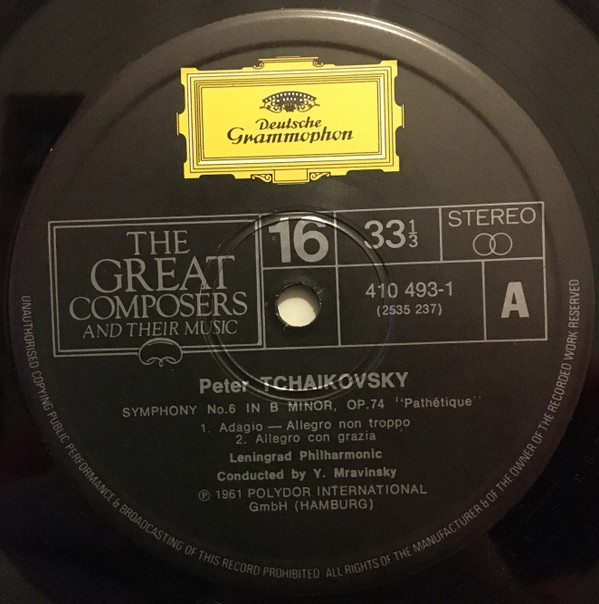 Deutsche
Grammophon
THE
GREAT
COMPOSERS
AND THEIR MUSIC
16
33 1/3
STEREO
410 493-1
(2535 237)
A
Peter TCHAIKOVSKY
SYMPHONY No.6 IN B MINOR, OP.74 "Pathétique"
1. Adagio — Allegro non troppo
2. Allegro con grazia
Leningrad Philharmonic
Conducted by Y. Mravinsky
℗ 1961 POLYDOR INTERNATIONAL
GmbH (HAMBURG)
UNAUTHORISED COPYING PUBLIC PERFORMANCE & BROADCASTING OF THIS RECORD PROHIBITED ALL RIGHTS OF THE MANUFACTURER & OF THE OWNER OF THE RECORDED WORK RESERVED